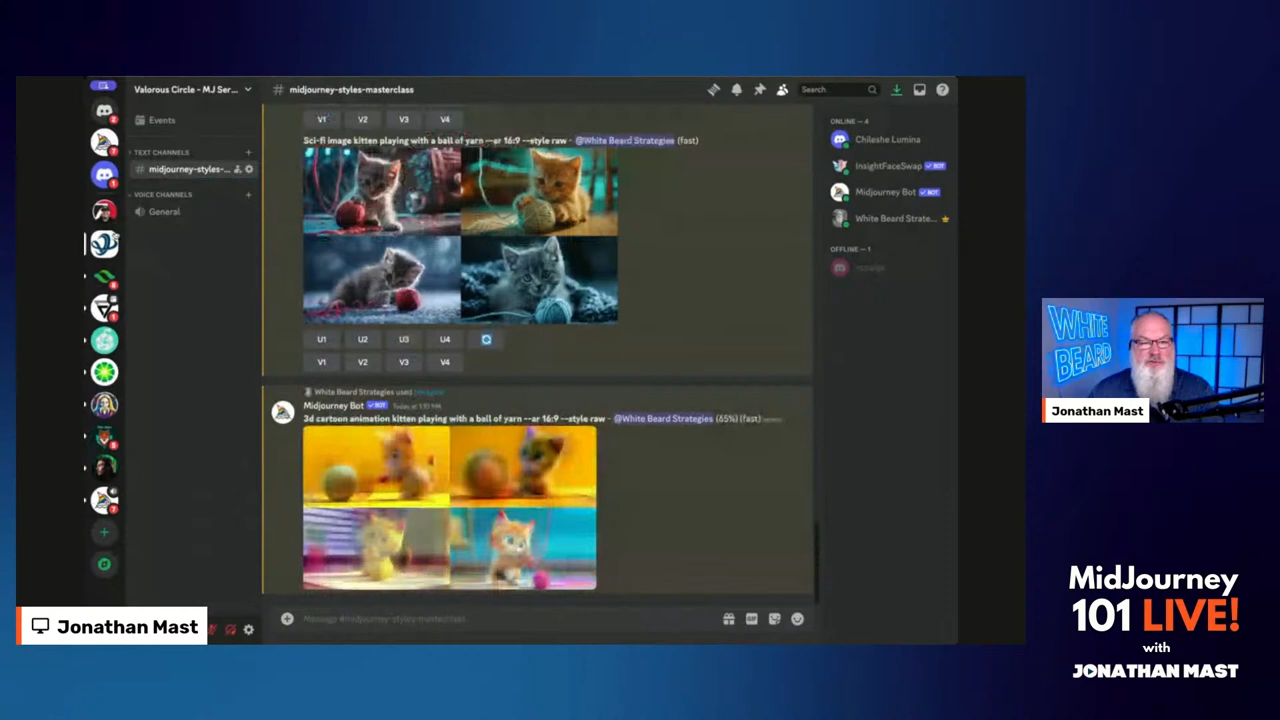 Valorous Circle - MJ Ser...
# midjourney-styles-masterclass
Search
Events
TEXT CHANNELS
# midjourney-styles-...
VOICE CHANNELS
General
V1 V2 V3 V4
Sci-fi image kitten playing with a ball of yarn --ar 16:9 --style raw - @White Beard Strategies (fast)
U1 U2 U3 U4
V1 V2 V3 V4
White Beard Strategies used
Midjourney Bot BOT
3d cartoon animation kitten playing with a ball of yarn --ar 16:9 --style raw - @White Beard Strategies (65%) (fast)
Message #midjourney-styles-masterclass
GIF
ONLINE — 4
Chileshe Lumina
InsightFaceSwap BOT
Midjourney Bot BOT
White Beard Strate...
OFFLINE — 1
Jonathan Mast
WHITE
BEARD
Jonathan Mast
MidJourney
101 LIVE!
with
JONATHAN MAST